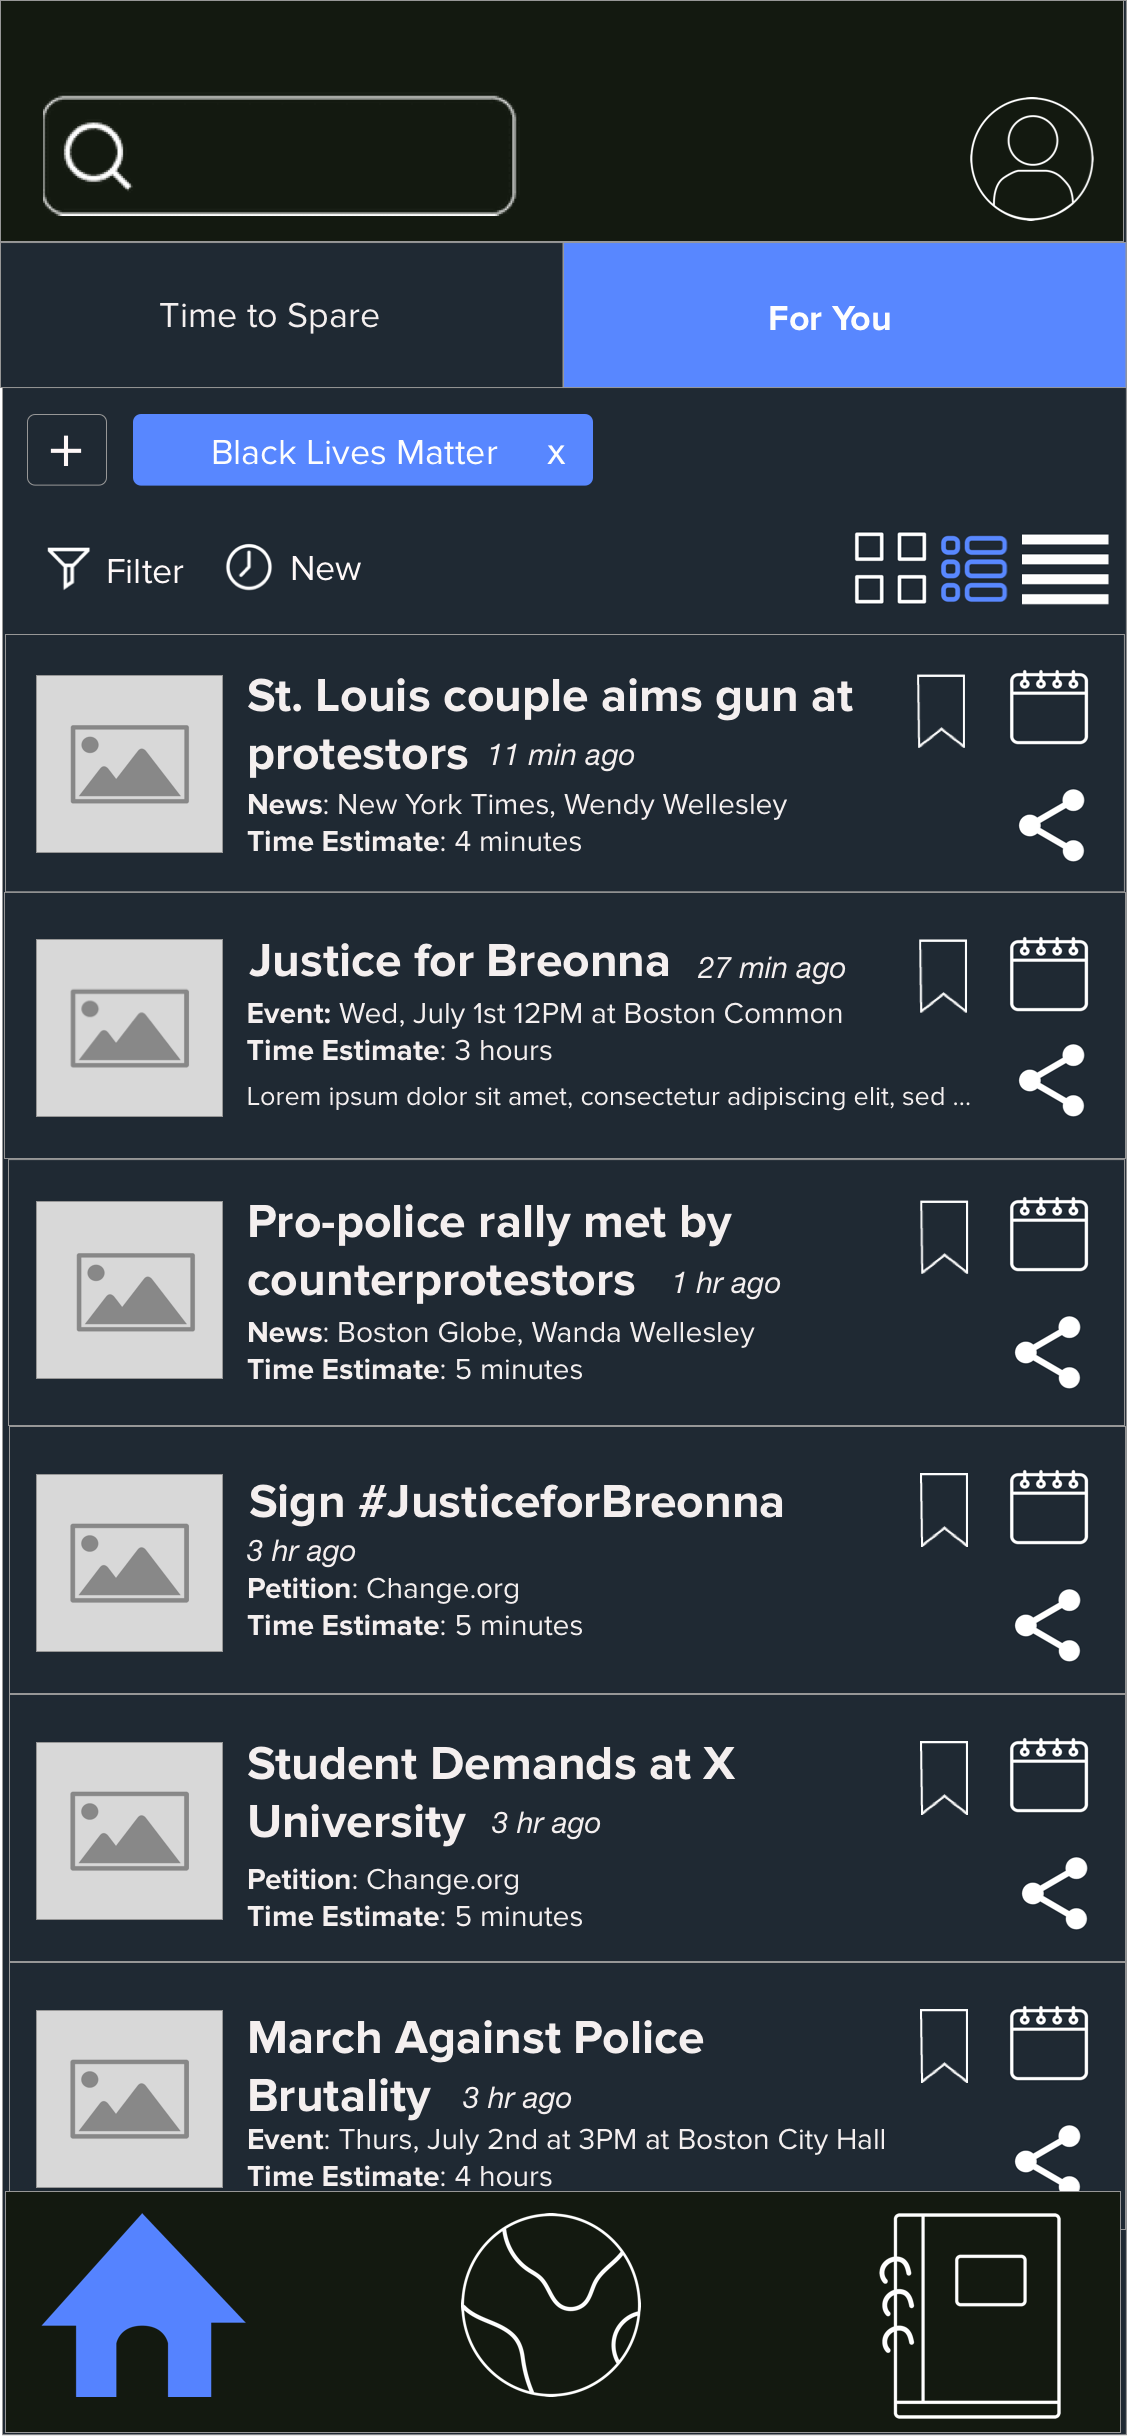 Time to Spare
For You
Black Lives Matter x
Filter
New
St. Louis couple aims gun at
protestors 11 min ago
News: New York Times, Wendy Wellesley
Time Estimate: 4 minutes
Justice for Breonna 27 min ago
Event: Wed, July 1st 12PM at Boston Common
Time Estimate: 3 hours
Lorem ipsum dolor sit amet, consectetur adipiscing elit, sed ...
Pro-police rally met by
counterprotestors 1 hr ago
News: Boston Globe, Wanda Wellesley
Time Estimate: 5 minutes
Sign #JusticeforBreonna
3 hr ago
Petition: Change.org
Time Estimate: 5 minutes
Student Demands at X
University 3 hr ago
Petition: Change.org
Time Estimate: 5 minutes
March Against Police
Brutality 3 hr ago
Event: Thurs, July 2nd at 3PM at Boston City Hall
Time Estimate: 4 hours